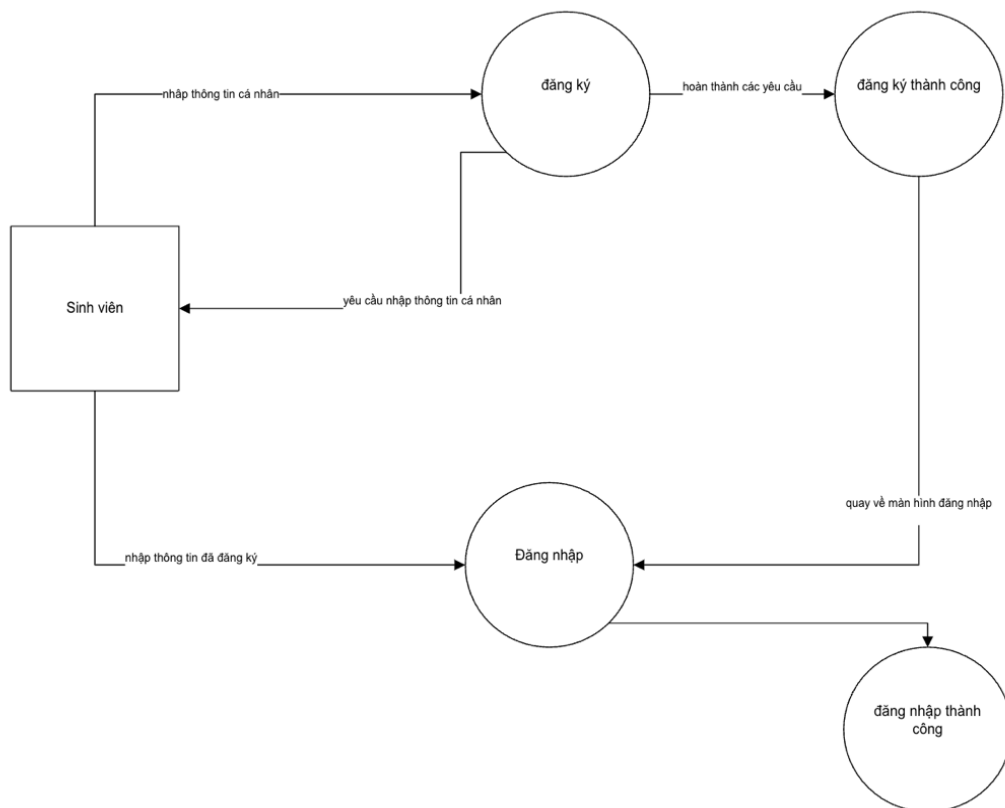 đăng ký
đăng ký thành công
nhâp thông tin cá nhân
hoàn thành các yêu cầu
Sinh viên
yêu cầu nhập thông tin cá nhân
quay về màn hình đăng nhập
nhập thông tin đã đăng ký
Đăng nhập
đăng nhập thành
công